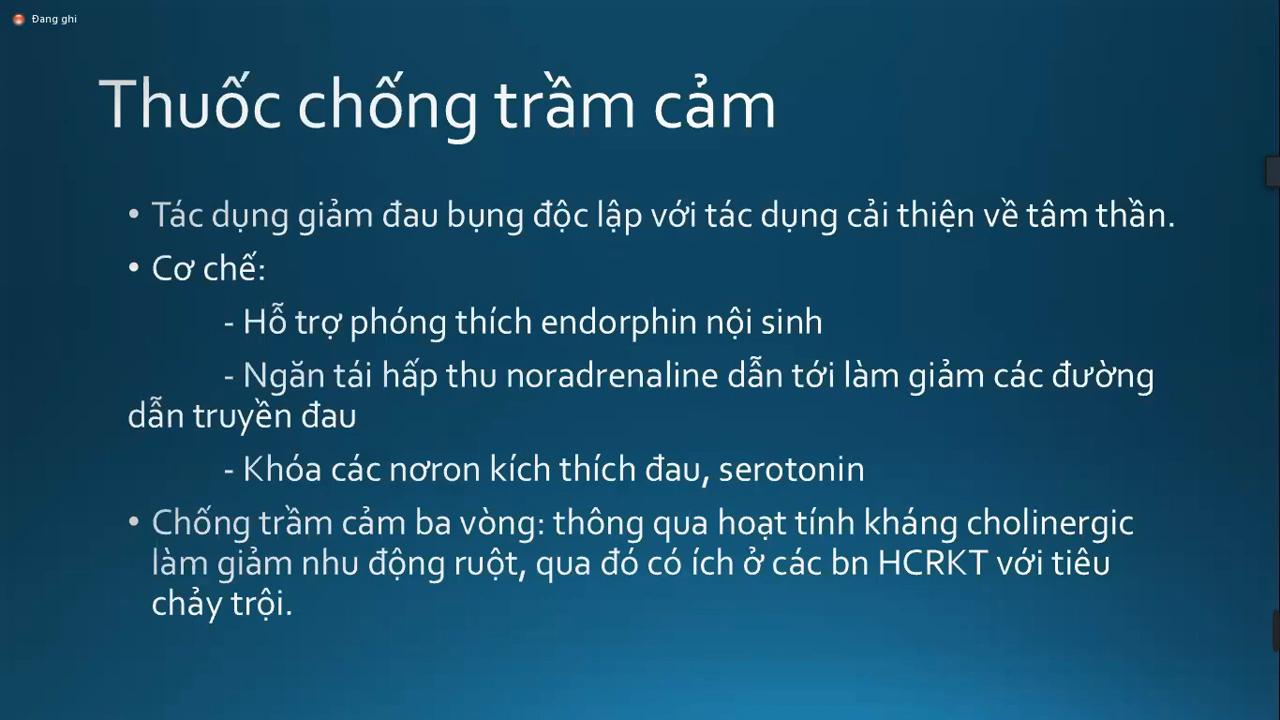 Đang ghi
Thuốc chống trầm cảm
• Tác dụng giảm đau bụng độc lập với tác dụng cải thiện về tâm thần.
• Cơ chế:
- Hỗ trợ phóng thích endorphin nội sinh
- Ngăn tái hấp thu noradrenaline dẫn tới làm giảm các đường
dẫn truyền đau
- Khóa các nơron kích thích đau, serotonin
• Chống trầm cảm ba vòng: thông qua hoạt tính kháng cholinergic
làm giảm nhu động ruột, qua đó có ích ở các bn HCRKT với tiêu
chảy trội.